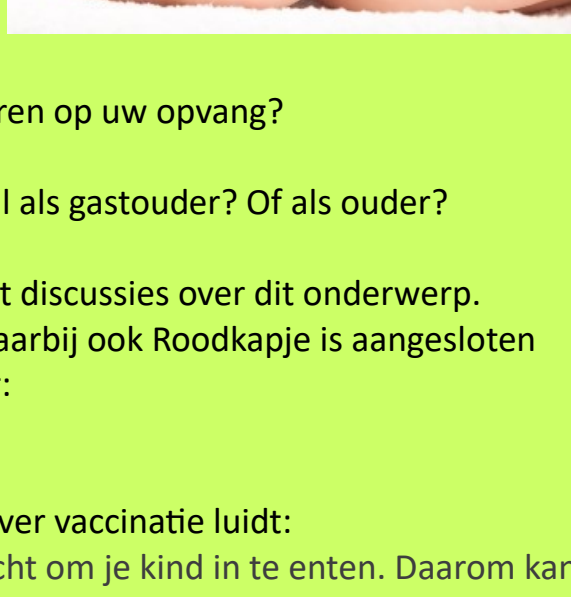 ren op uw opvang?
l als gastouder? Of als ouder?
t discussies over dit onderwerp.
aarbij ook Roodkapje is aangesloten
:
ver vaccinatie luidt:
cht om je kind in te enten. Daarom kan